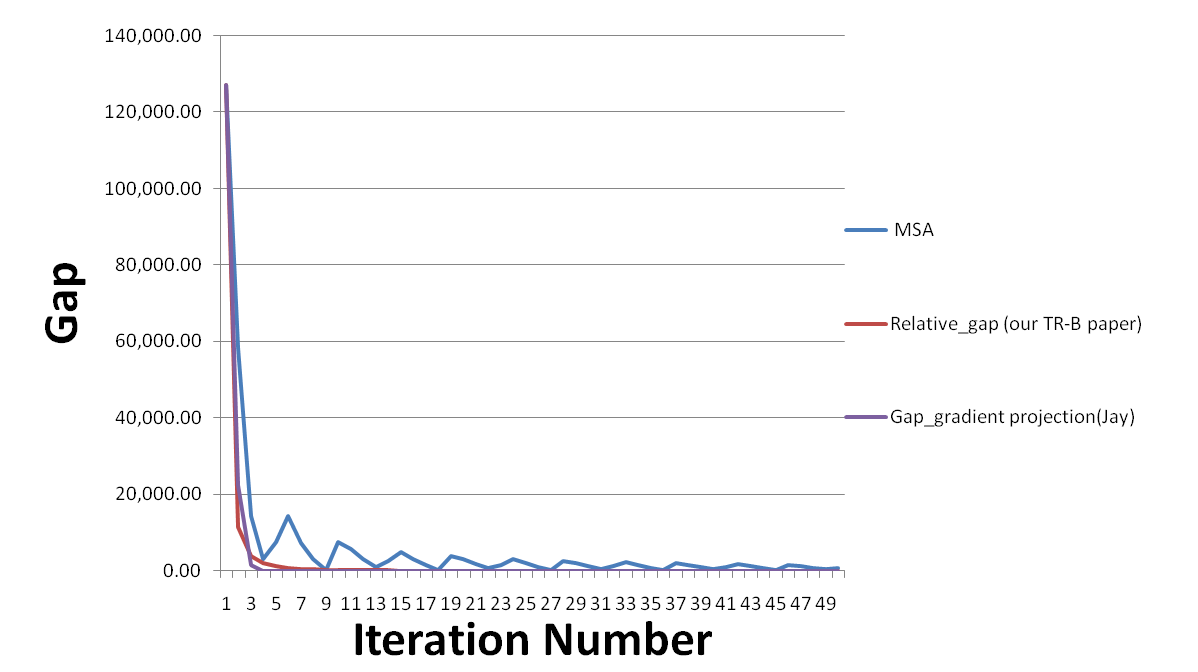 140,000.00
120,000.00
100,000.00
80,000.00
60,000.00
40,000.00
20,000.00
0.00
Gap
1 3 5 7 9 11 13 15 17 19 21 23 25 27 29 31 33 35 37 39 41 43 45 47 49
Iteration Number
MSA
Relative_gap (our TR-B paper)
Gap_gradient projection(Jay)